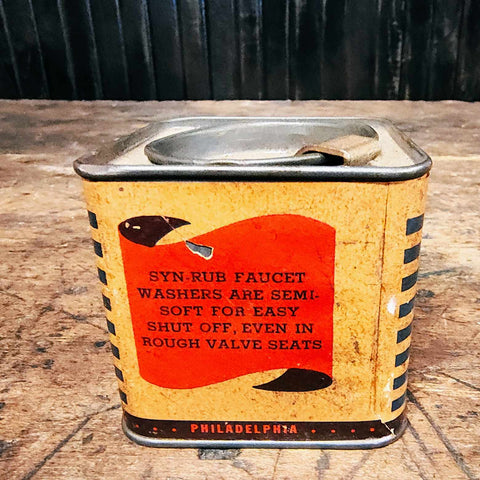 SYN-RUB FAUCET
WASHERS ARE SEMI-
SOFT FOR EASY
SHUT OFF, EVEN IN
ROUGH VALVE SEATS
PHILADELPHIA